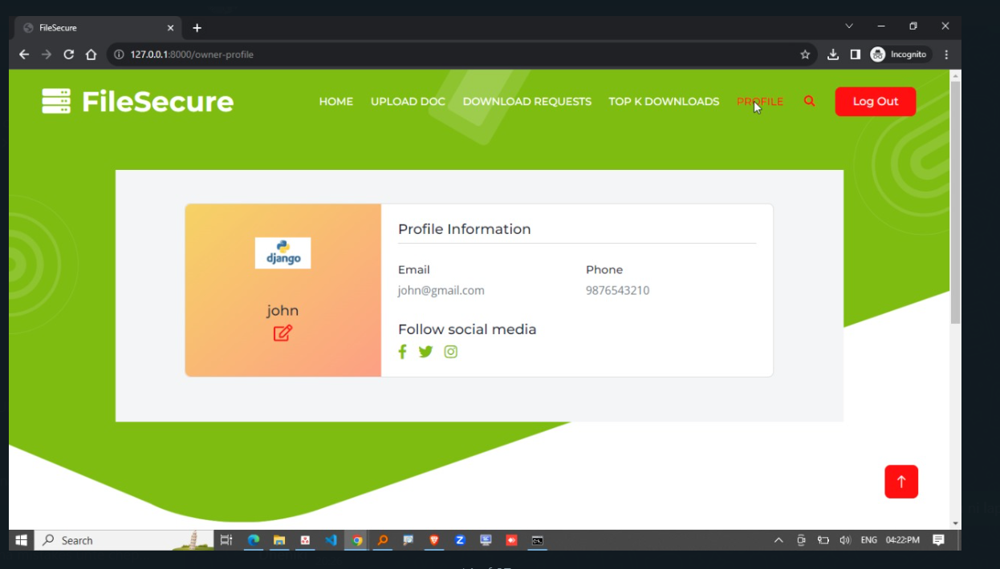 FileSecure
127.0.0.1:8000/owner-profile
Incognito
FileSecure
HOME UPLOAD DOC DOWNLOAD REQUESTS TOP K DOWNLOADS PROFILE Log Out
django
john
Profile Information
Email Phone
john@gmail.com 9876543210
Follow social media
Search
ENG 04:22:PM